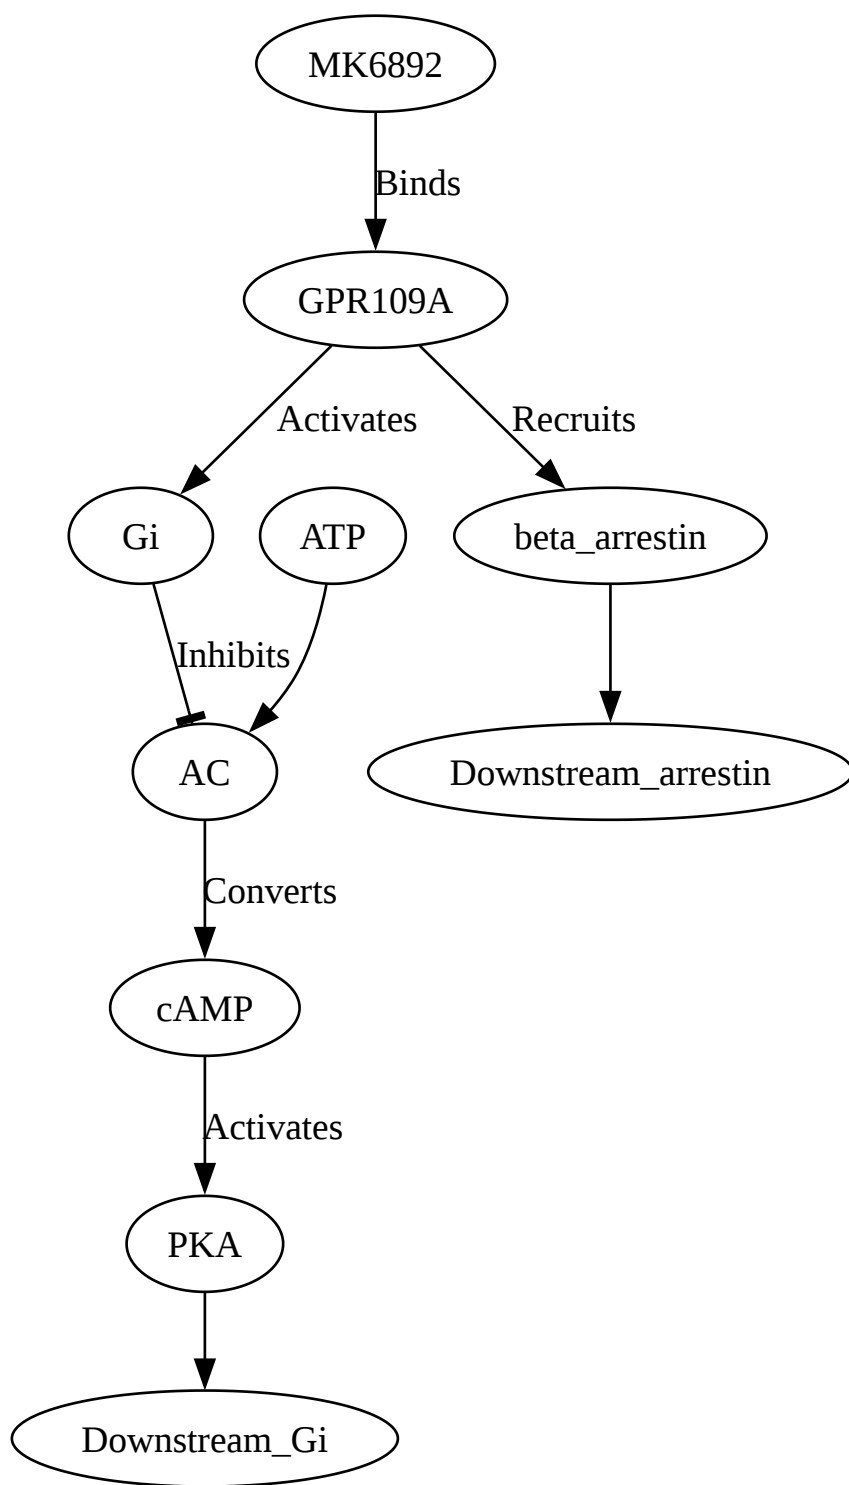 MK6892
Binds
GPR109A
Activates
Recruits
Gi
ATP
beta_arrestin
Inhibits
AC
Downstream_arrestin
Converts
cAMP
Activates
PKA
Downstream_Gi